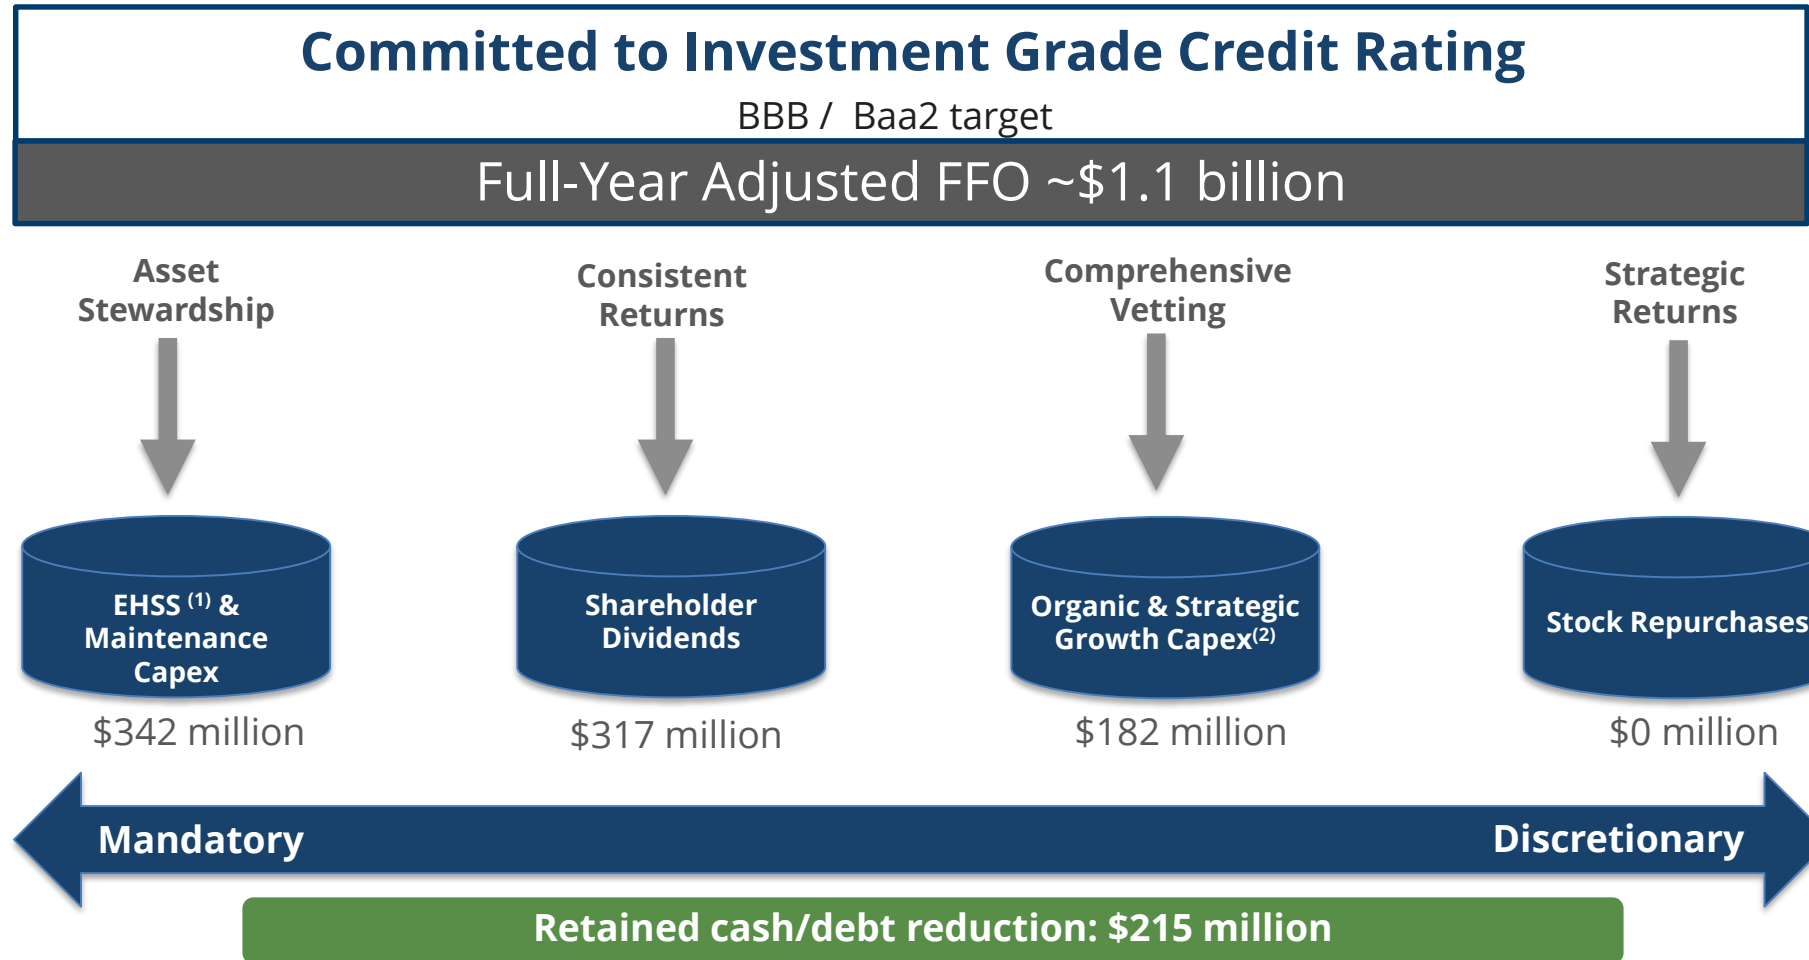 Committed to Investment Grade Credit Rating
BBB / Baa2 target
Full-Year Adjusted FFO ~$1.1 billion
Asset
Stewardship
Consistent
Returns
Comprehensive
Vetting
Strategic
Returns
EHSS (1) &
Maintenance
Capex
Shareholder
Dividends
Organic & Strategic
Growth Capex(2)
Stock Repurchases
$342 million
$317 million
$182 million
$0 million
Mandatory
Discretionary
Retained cash/debt reduction: $215 million